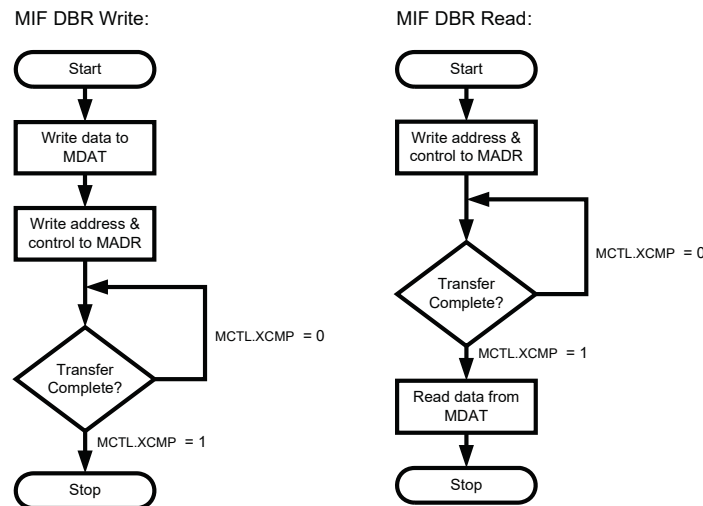 MIF DBR Write:
Start
Write data to
MDAT
Write address &
control to MADR
Transfer
Complete?
MCTL.XCMP = 0
MCTL.XCMP = 1
Stop
MIF DBR Read:
Start
Write address &
control to MADR
Transfer
Complete?
MCTL.XCMP = 0
MCTL.XCMP = 1
Read data from
MDAT
Stop